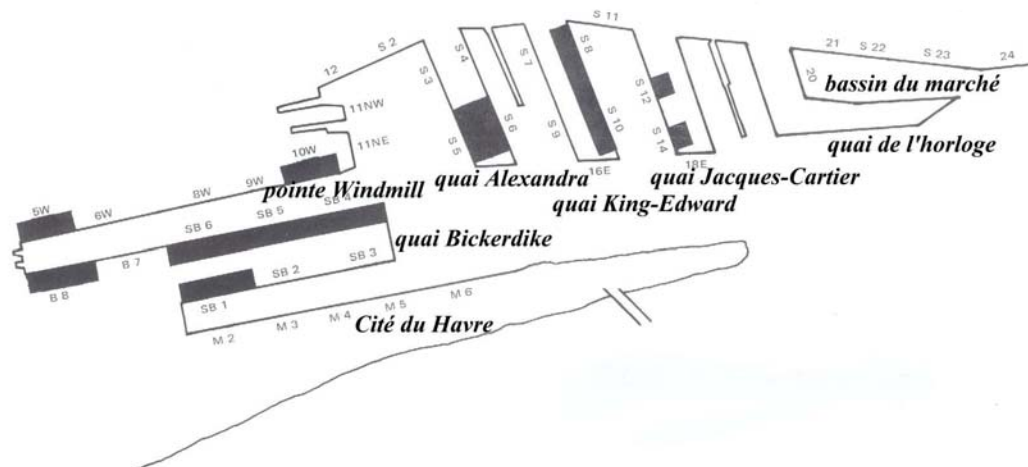 S 11
21
S 22
S 23
24
20
bassin du marché
quai de l'horloge
12
S 2
S 3
S 4
S 5
S 6
S 7
S 8
S 9
S 10
S 12
S 14
16E
18E
11NW
11NE
10W
9W
8W
6W
5W
pointe Windmill
quai Alexandra
quai Jacques-Cartier
quai King-Edward
SB 4
SB 5
SB 6
B 7
B 8
quai Bickerdike
SB 3
SB 2
SB 1
Cité du Havre
M 2
M 3
M 4
M 5
M 6